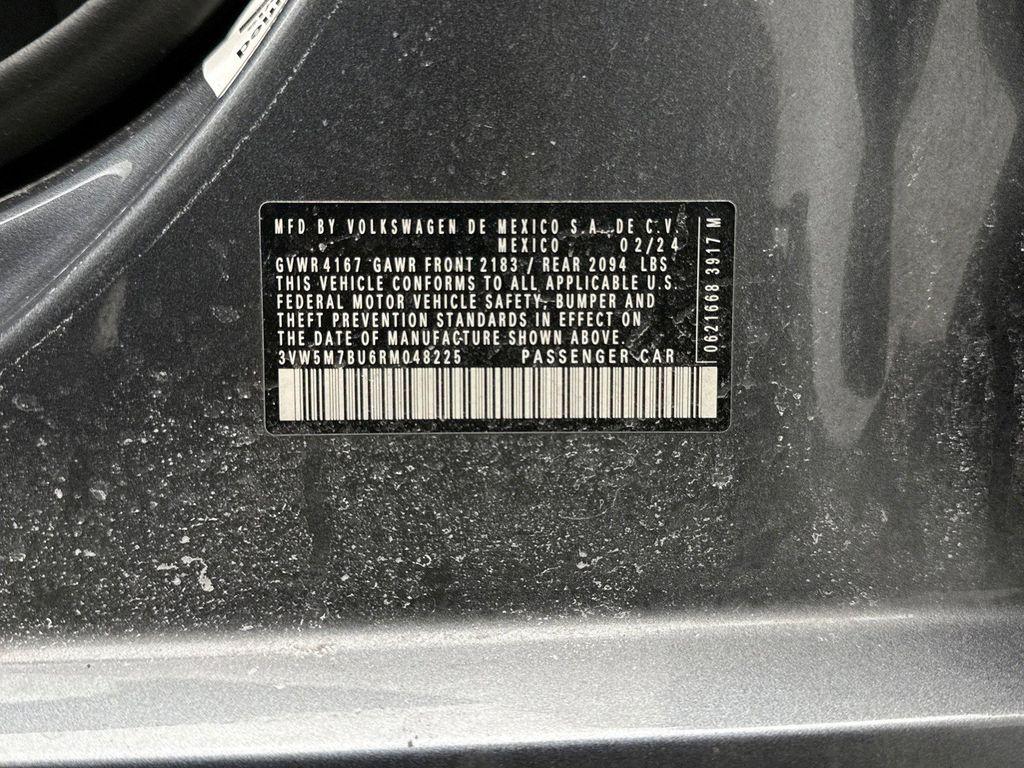 MFD BY VOLKSWAGEN DE MEXICO S.A. DE C.V.
MEXICO 02/24
GVWR 4167 GAWR FRONT 2183 / REAR 2094 LBS
THIS VEHICLE CONFORMS TO ALL APPLICABLE U.S.
FEDERAL MOTOR VEHICLE SAFETY, BUMPER AND
THEFT PREVENTION STANDARDS IN EFFECT ON
THE DATE OF MANUFACTURE SHOWN ABOVE.
3VW5M7BU6RM048225 PASSENGER CAR
0621668 3917 M